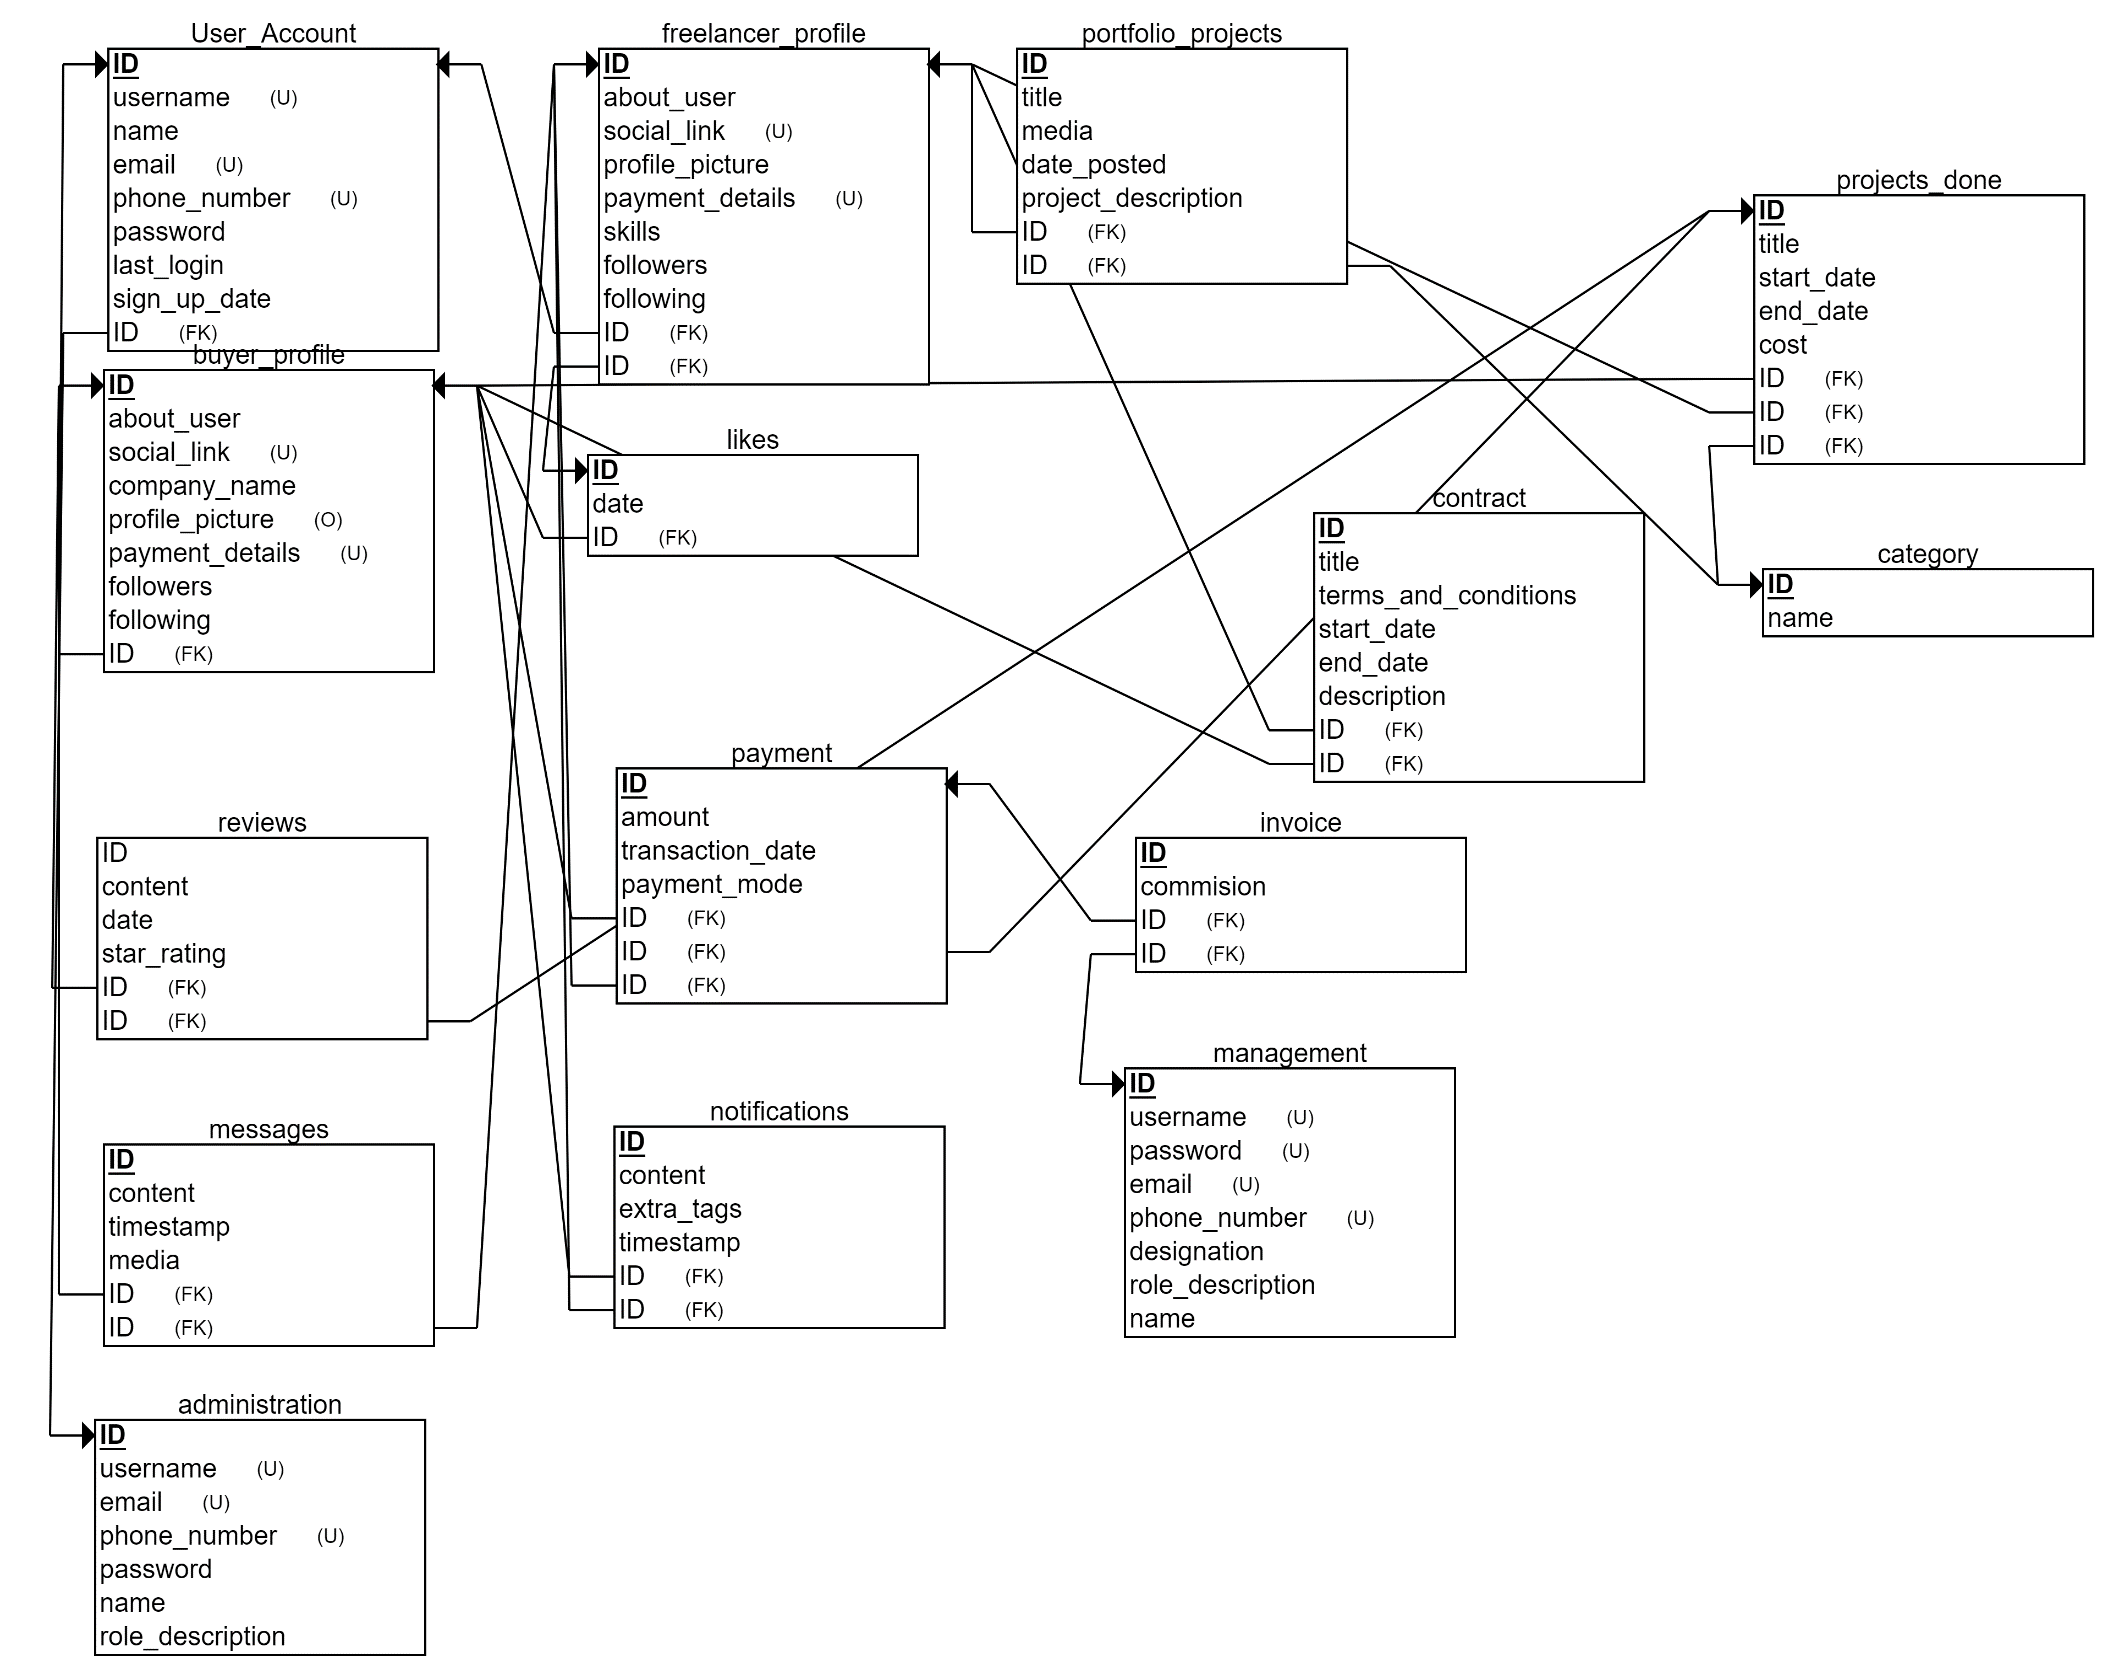 User_Account
ID
username (U)
name
email (U)
phone_number (U)
password
last_login
sign_up_date
ID (FK)
freelancer_profile
ID
about_user
social_link (U)
profile_picture
payment_details (U)
skills
followers
following
ID (FK)
ID (FK)
portfolio_projects
ID
title
media
date_posted
project_description
ID (FK)
ID (FK)
projects_done
ID
title
start_date
end_date
cost
ID (FK)
ID (FK)
ID (FK)
buyer_profile
ID
about_user
social_link (U)
company_name
profile_picture (O)
payment_details (U)
followers
following
ID (FK)
likes
ID
date
ID (FK)
contract
ID
title
terms_and_conditions
start_date
end_date
description
ID (FK)
ID (FK)
category
ID
name
payment
ID
amount
transaction_date
payment_mode
ID (FK)
ID (FK)
ID (FK)
reviews
ID
content
date
star_rating
ID (FK)
ID (FK)
invoice
ID
commision
ID (FK)
ID (FK)
management
ID
username (U)
password (U)
email (U)
phone_number (U)
designation
role_description
name
messages
ID
content
timestamp
media
ID (FK)
ID (FK)
notifications
ID
content
extra_tags
timestamp
ID (FK)
ID (FK)
administration
ID
username (U)
email (U)
phone_number (U)
password
name
role_description